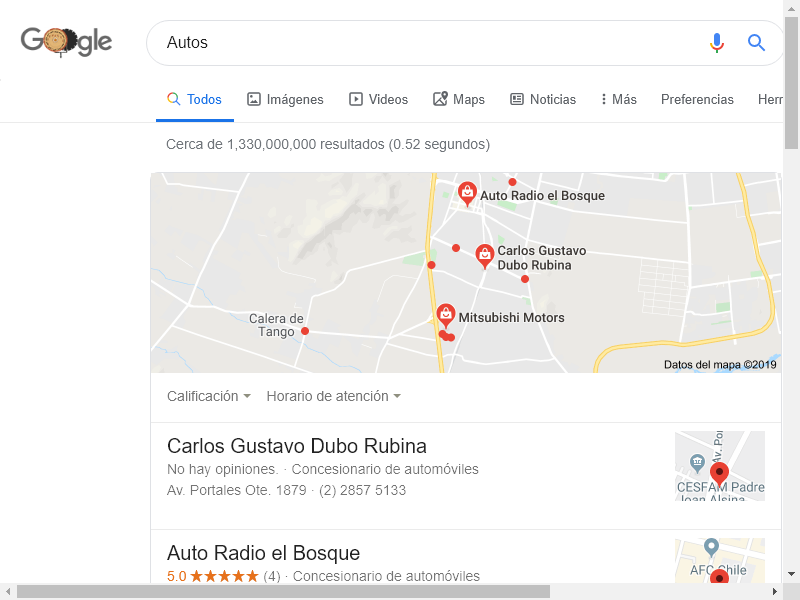 Google
Autos
Todos
Imágenes
Videos
Maps
Noticias
Más
Preferencias
Herr
Cerca de 1,330,000,000 resultados (0.52 segundos)
Auto Radio el Bosque
Carlos Gustavo
Dubo Rubina
Mitsubishi Motors
Calera de
Tango
Datos del mapa ©2019
Calificación
Horario de atención
Carlos Gustavo Dubo Rubina
No hay opiniones. · Concesionario de automóviles
Av. Portales Ote. 1879 · (2) 2857 5133
Av. Por
CESFAM Padre
Joan Alsina
Auto Radio el Bosque
5.0 ★★★★★ (4) · Concesionario de automóviles
AFC Chile